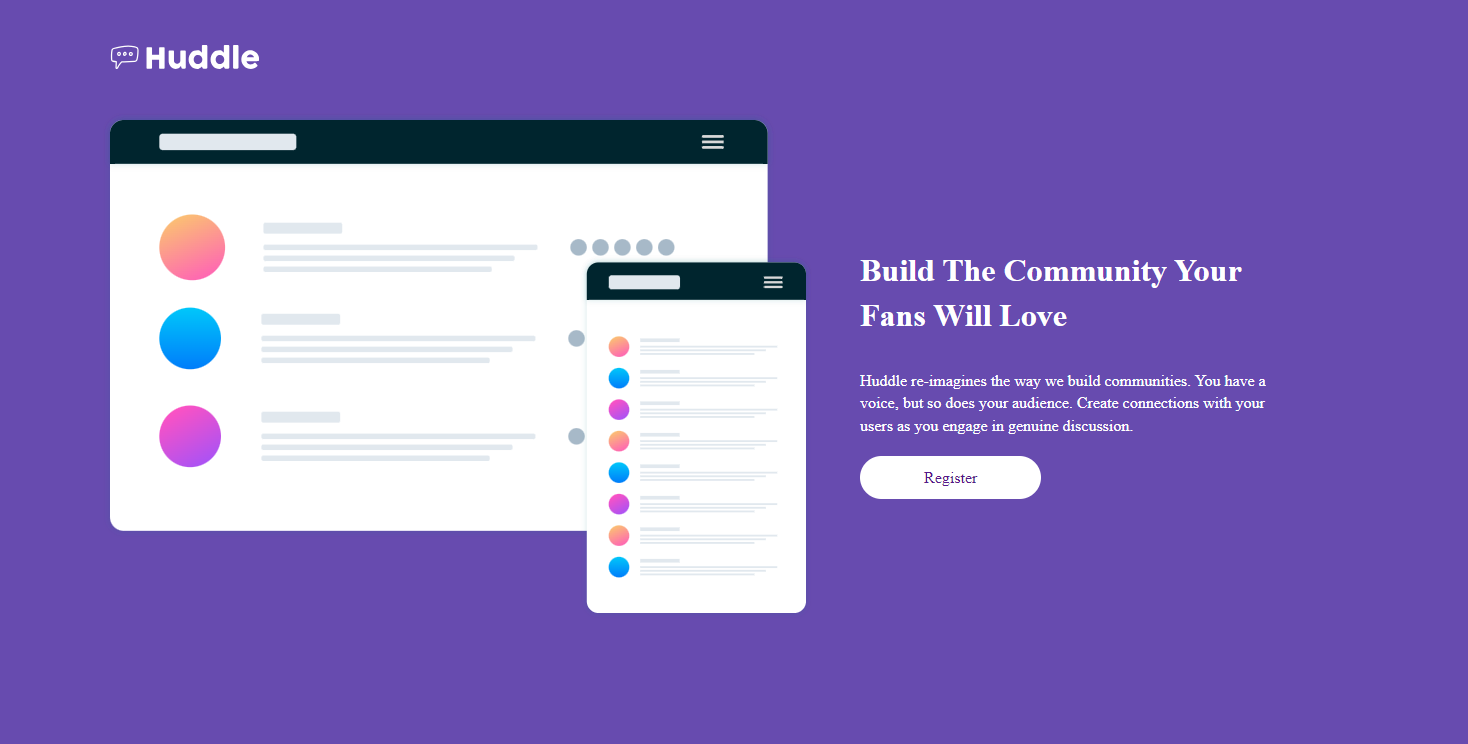 Huddle
Build The Community Your
Fans Will Love
Huddle re-imagines the way we build communities. You have a
voice, but so does your audience. Create connections with your
users as you engage in genuine discussion.
Register